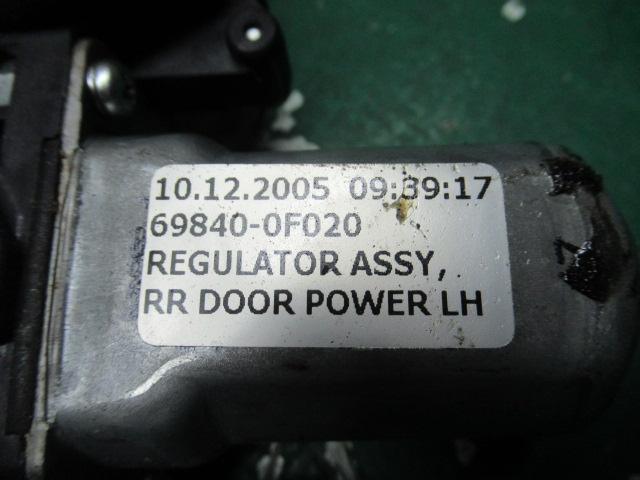 10.12.2005 09:39:17
69840-0F020
REGULATOR ASSY,
RR DOOR POWER LH